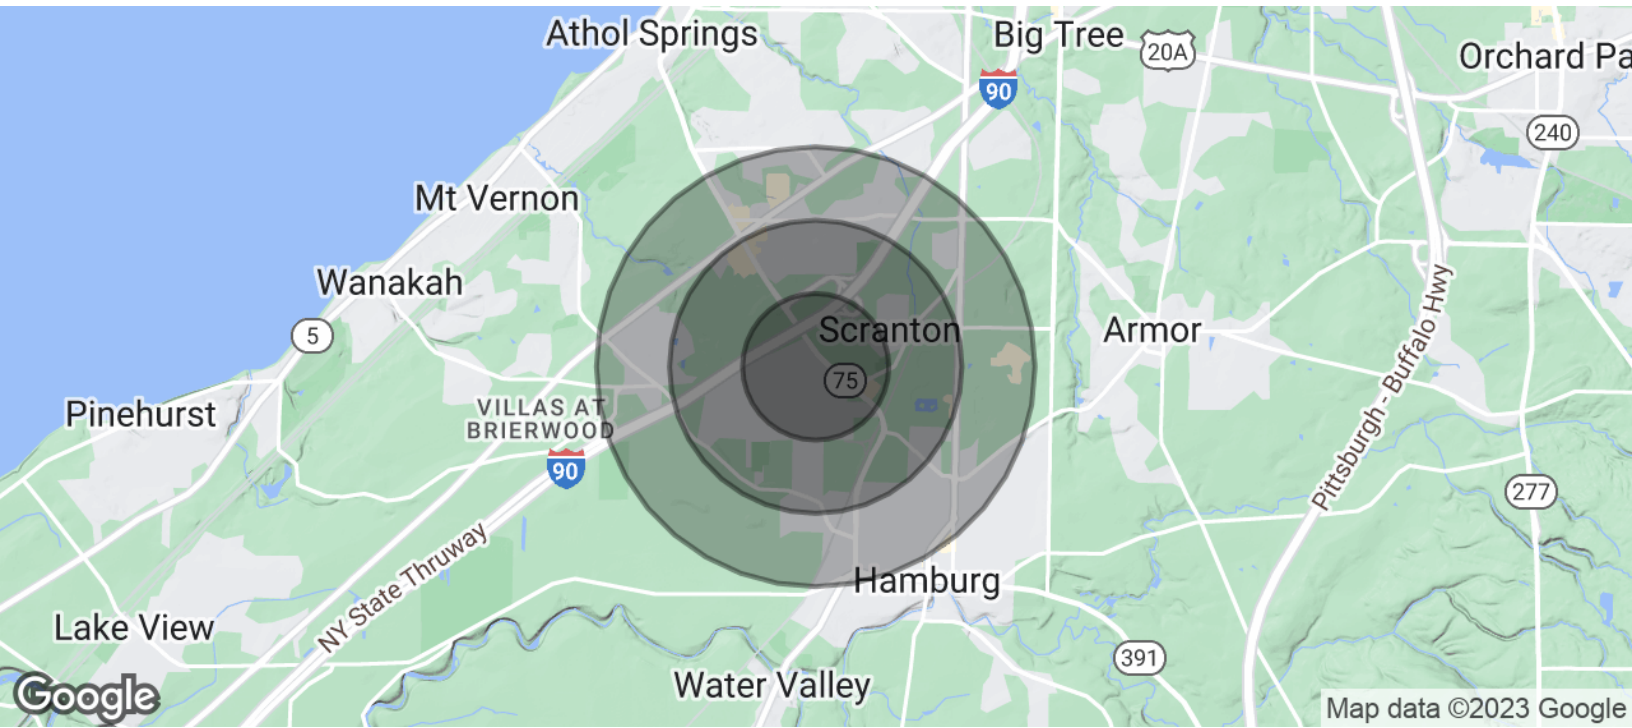 Athol Springs
Big Tree
20A
Orchard Pa
90
240
Mt Vernon
Wanakah
5
Scranton
Armor
75
Pittsburgh - Buffalo Hwy
Pinehurst
VILLAS AT
BRIERWOOD
90
277
NY State Thruway
Hamburg
Lake View
391
Water Valley
Google
Map data ©2023 Google